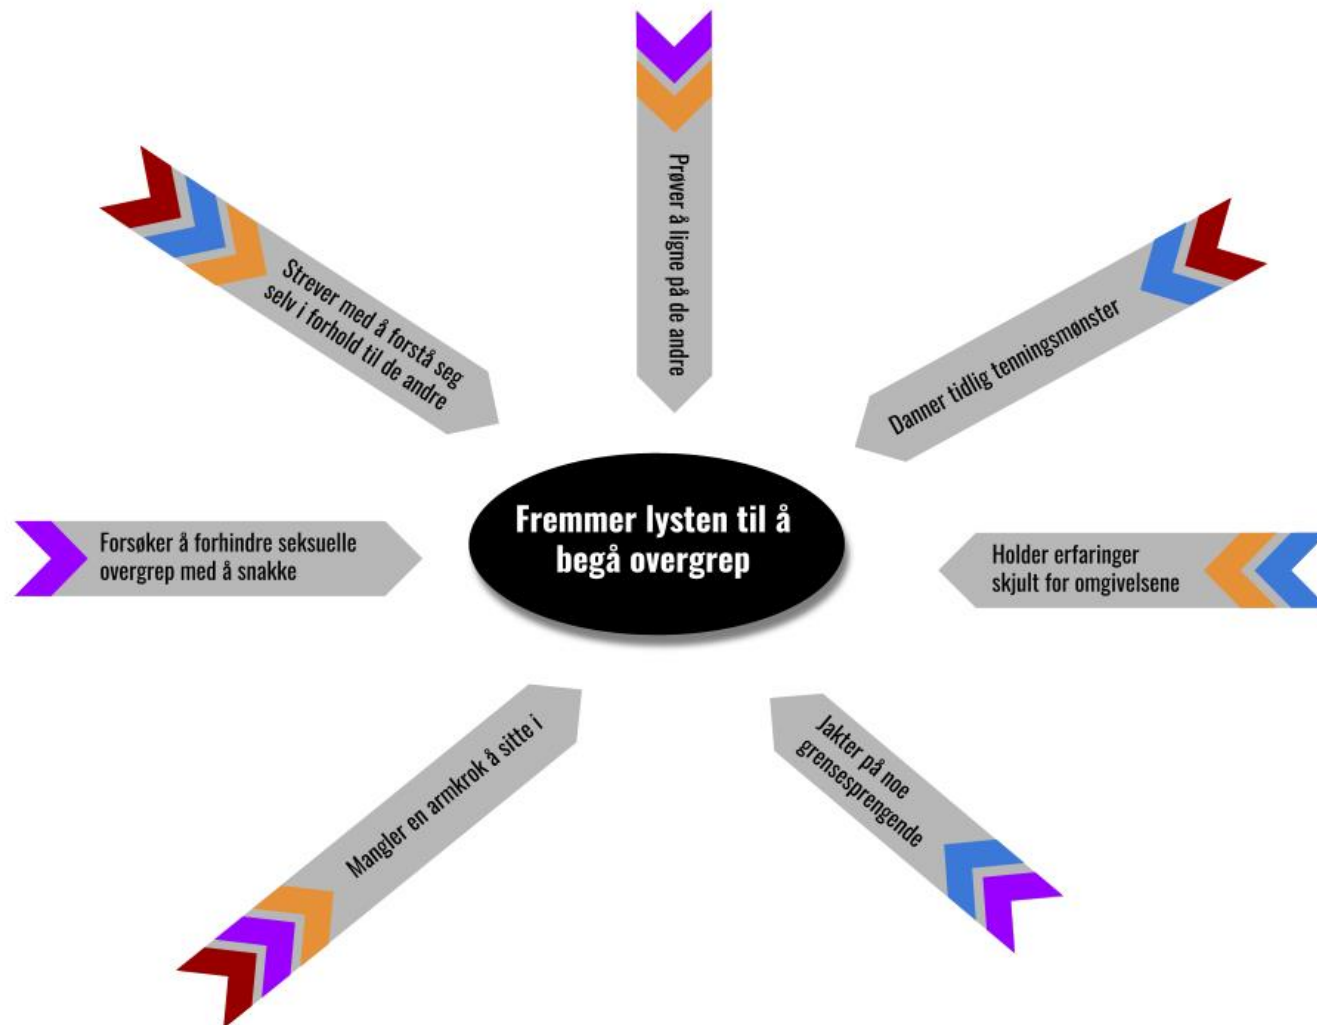 Prøver å ligne på de andre
Strever med å forstå seg
selv i forhold til de andre
Danner tidlig tenningsmønster
Fremmer lysten til å
begå overgrep
Forsøker å forhindre seksuelle
overgrep med å snakke
Holder erfaringer
skjult for omgivelsene
Mangler en armkrok å sitte i
Jakter på noe
grensesprengende